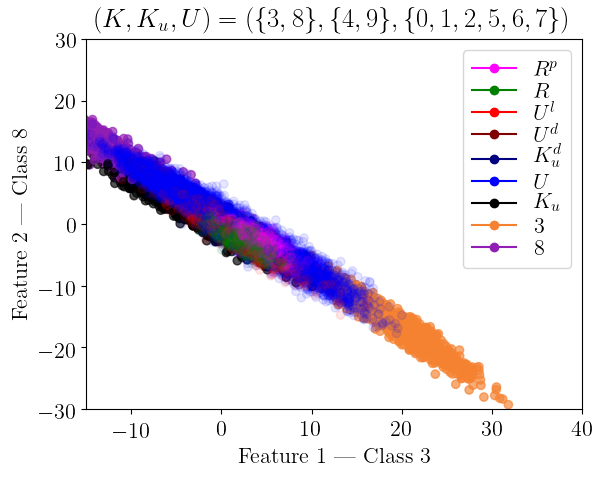 (K, K_u, U) = ({3, 8}, {4, 9}, {0, 1, 2, 5, 6, 7})
30
20
10
0
−10
−20
−30
−10
0
10
20
30
40
Feature 2 — Class 8
Feature 1 — Class 3
R^p
R
U^l
U^d
K_u^d
U
K_u
3
8